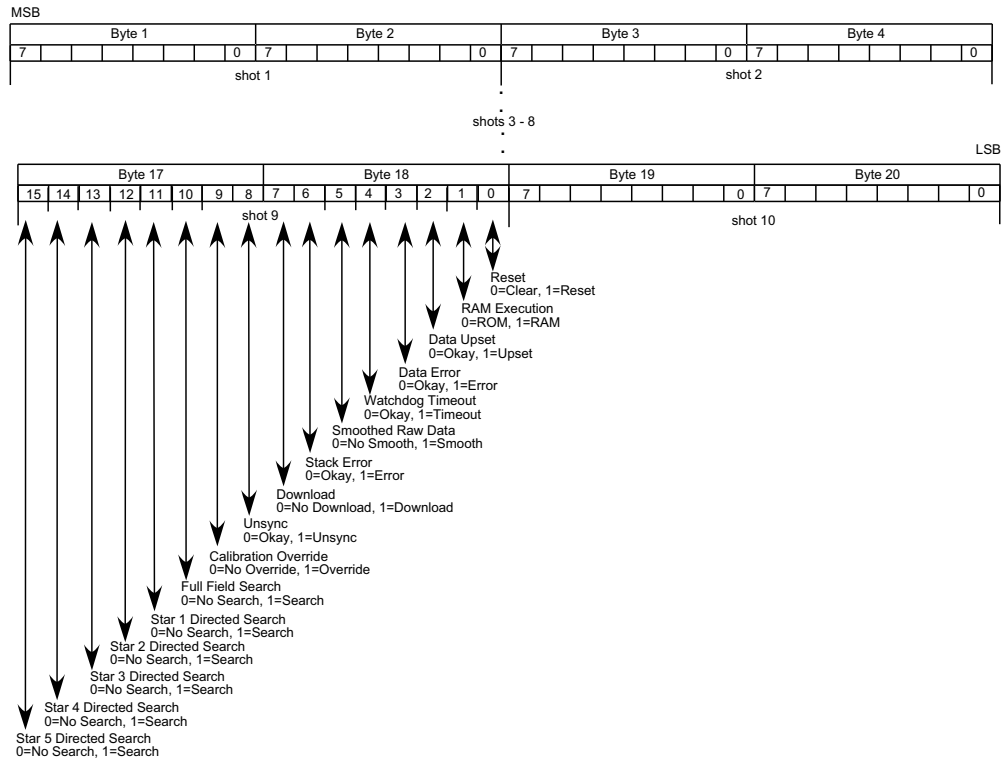 MSB
Byte 1 Byte 2 Byte 3 Byte 4
7 0 7 0 7 0 7 0
shot 1 shot 2
shots 3 - 8
LSB
Byte 17 Byte 18 Byte 19 Byte 20
15 14 13 12 11 10 9 8 7 6 5 4 3 2 1 0 7 0 7 0
shot 9 shot 10
Reset
0=Clear, 1=Reset
RAM Execution
0=ROM, 1=RAM
Data Upset
0=Okay, 1=Upset
Data Error
0=Okay, 1=Error
Watchdog Timeout
0=Okay, 1=Timeout
Smoothed Raw Data
0=No Smooth, 1=Smooth
Stack Error
0=Okay, 1=Error
Download
0=No Download, 1=Download
Unsync
0=Okay, 1=Unsync
Calibration Override
0=No Override, 1=Override
Full Field Search
0=No Search, 1=Search
Star 1 Directed Search
0=No Search, 1=Search
Star 2 Directed Search
0=No Search, 1=Search
Star 3 Directed Search
0=No Search, 1=Search
Star 4 Directed Search
0=No Search, 1=Search
Star 5 Directed Search
0=No Search, 1=Search